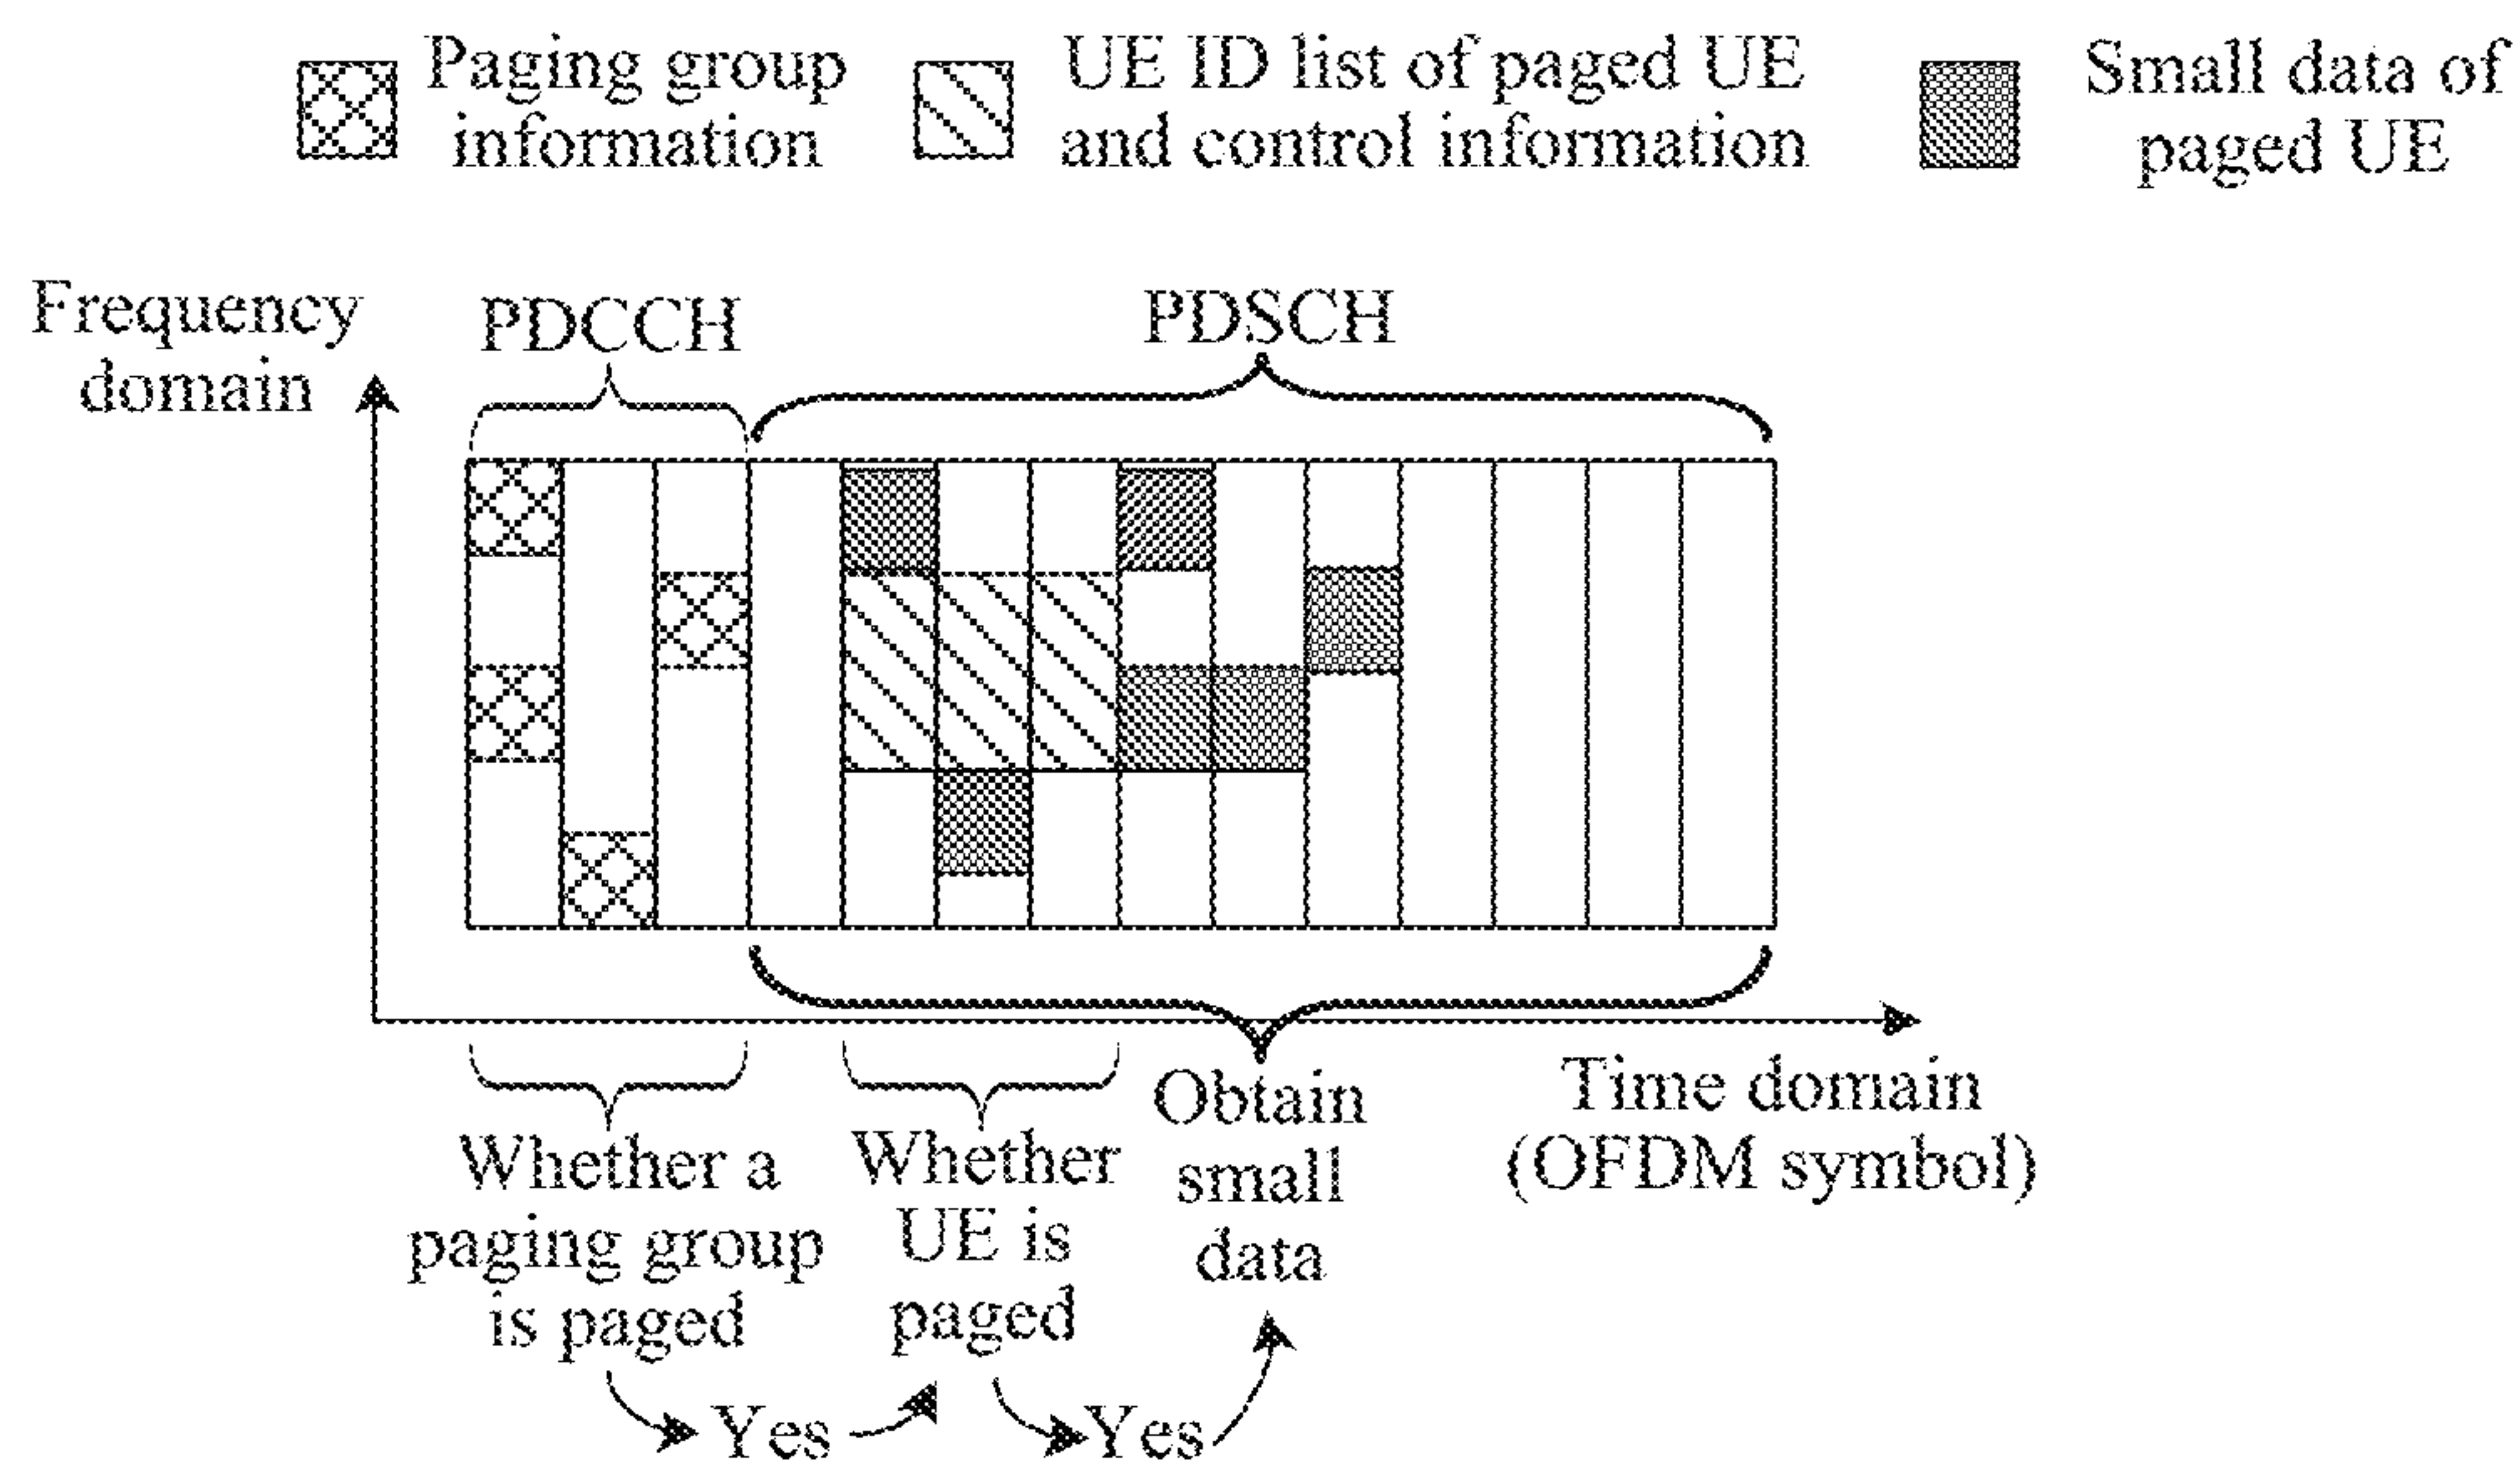 Paging group
information
UE ID list of paged UE
and control information
Small data of
paged UE
Frequency
domain
PDCCH
PDSCH
Whether a
paging group
is paged
Whether
UE is
paged
Obtain
small
data
Time domain
(OFDM symbol)
Yes
Yes